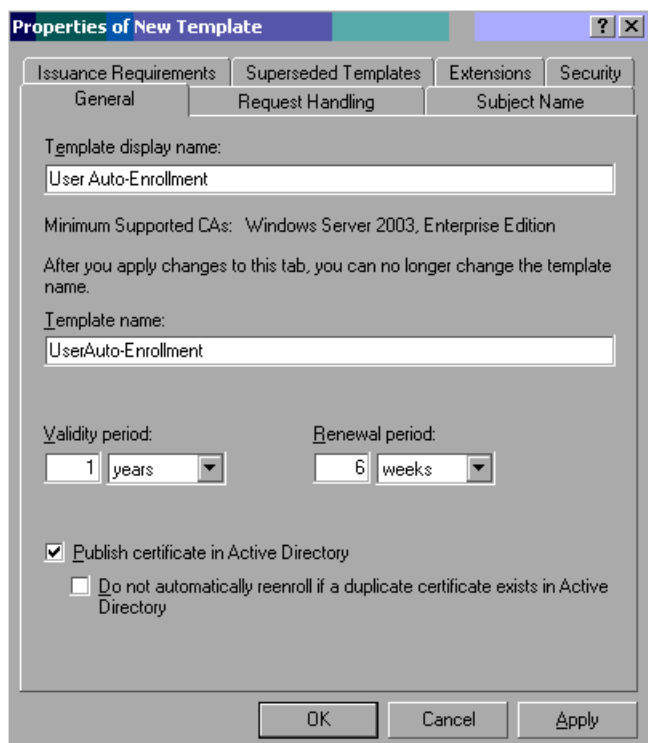 Properties of New Template
Issuance Requirements
Superseded Templates
Extensions
Security
General
Request Handling
Subject Name
Template display name:
User Auto-Enrollment
Minimum Supported CAs: Windows Server 2003, Enterprise Edition
After you apply changes to this tab, you can no longer change the template
name.
Template name:
UserAuto-Enrollment
Validity period:
Renewal period:
1 years
6 weeks
Publish certificate in Active Directory
Do not automatically reenroll if a duplicate certificate exists in Active
Directory
OK
Cancel
Apply